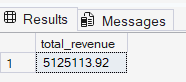 Results Messages
total_revenue
1 5125113.92